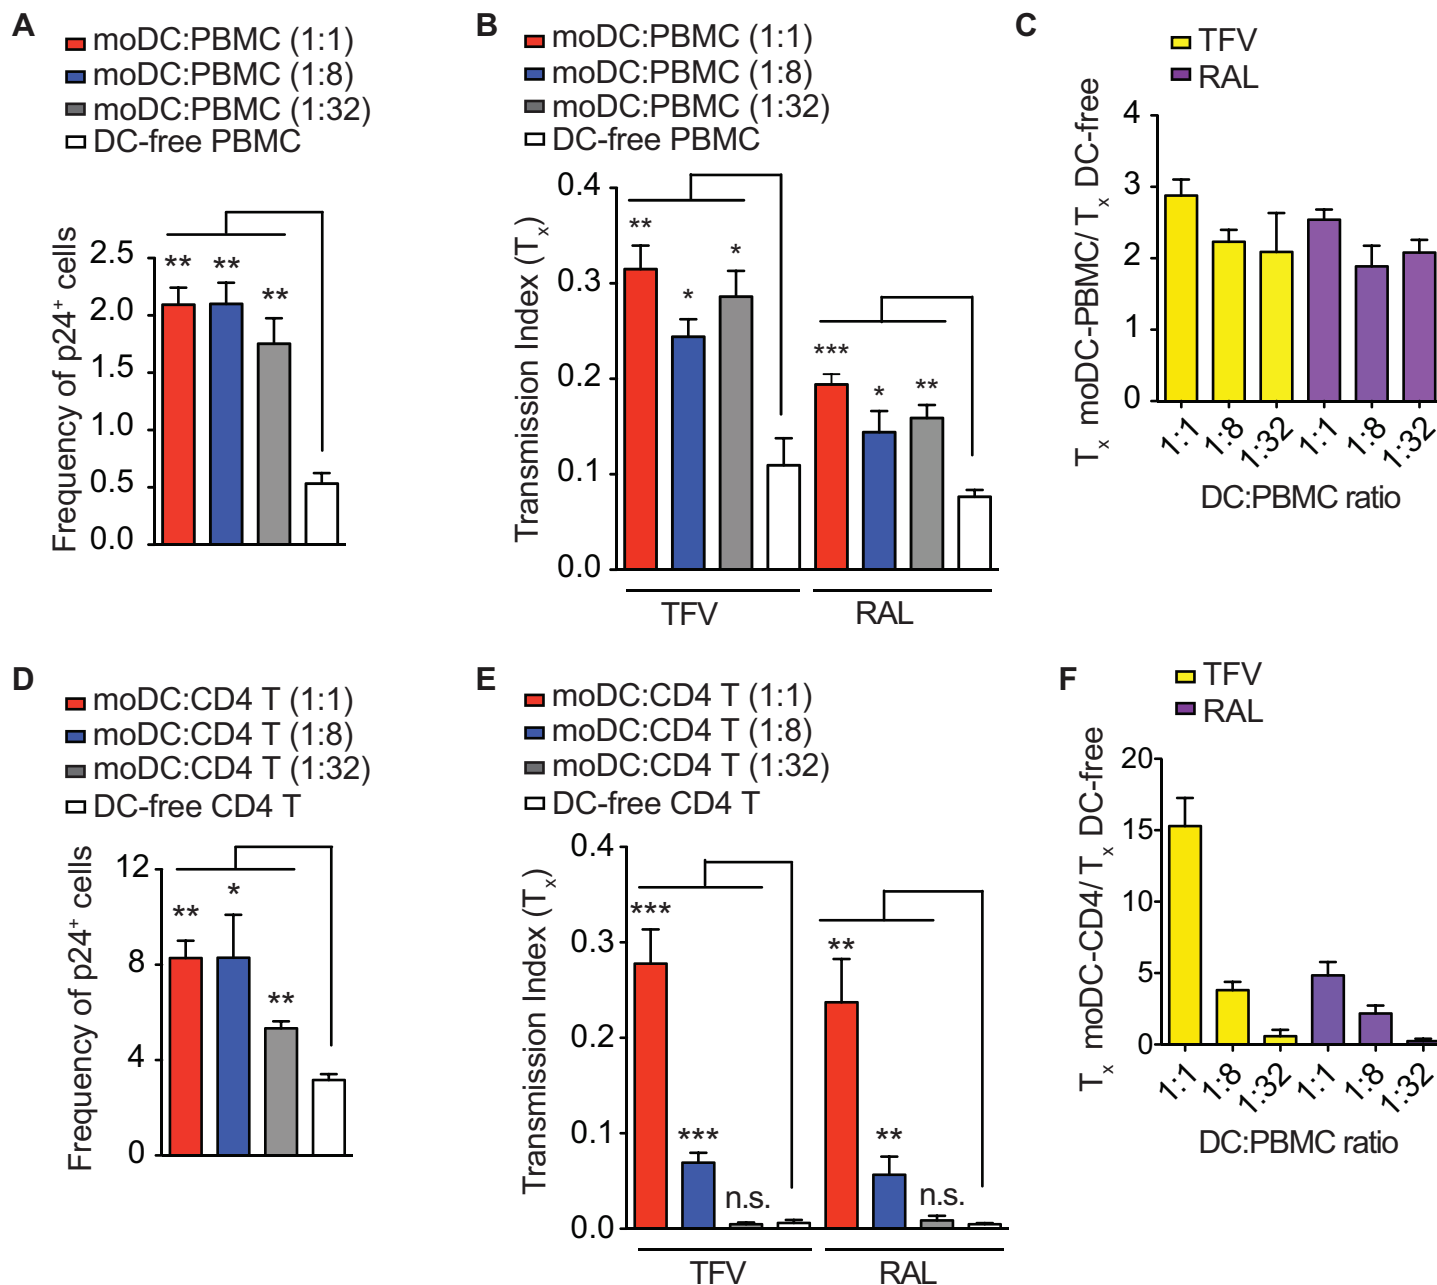 A
moDC:PBMC (1:1)
moDC:PBMC (1:8)
moDC:PBMC (1:32)
DC-free PBMC
Frequency of p24⁺ cells
2.5
2.0
1.5
1.0
0.5
0.0
**
**
**
B
moDC:PBMC (1:1)
moDC:PBMC (1:8)
moDC:PBMC (1:32)
DC-free PBMC
Transmission Index (Tₓ)
0.4
0.3
0.2
0.1
0.0
**
*
*
***
*
**
TFV
RAL
C
TFV
RAL
Tₓ moDC-PBMC/ Tₓ DC-free
4
3
2
1
0
1:1
1:8
1:32
1:1
1:8
1:32
DC:PBMC ratio
D
moDC:CD4 T (1:1)
moDC:CD4 T (1:8)
moDC:CD4 T (1:32)
DC-free CD4 T
Frequency of p24⁺ cells
12
8
4
0
**
*
**
E
moDC:CD4 T (1:1)
moDC:CD4 T (1:8)
moDC:CD4 T (1:32)
DC-free CD4 T
Transmission Index (Tₓ)
0.4
0.3
0.2
0.1
0.0
***
***
n.s.
**
**
n.s.
TFV
RAL
F
TFV
RAL
Tₓ moDC-CD4/ Tₓ DC-free
20
15
10
5
0
1:1
1:8
1:32
1:1
1:8
1:32
DC:PBMC ratio